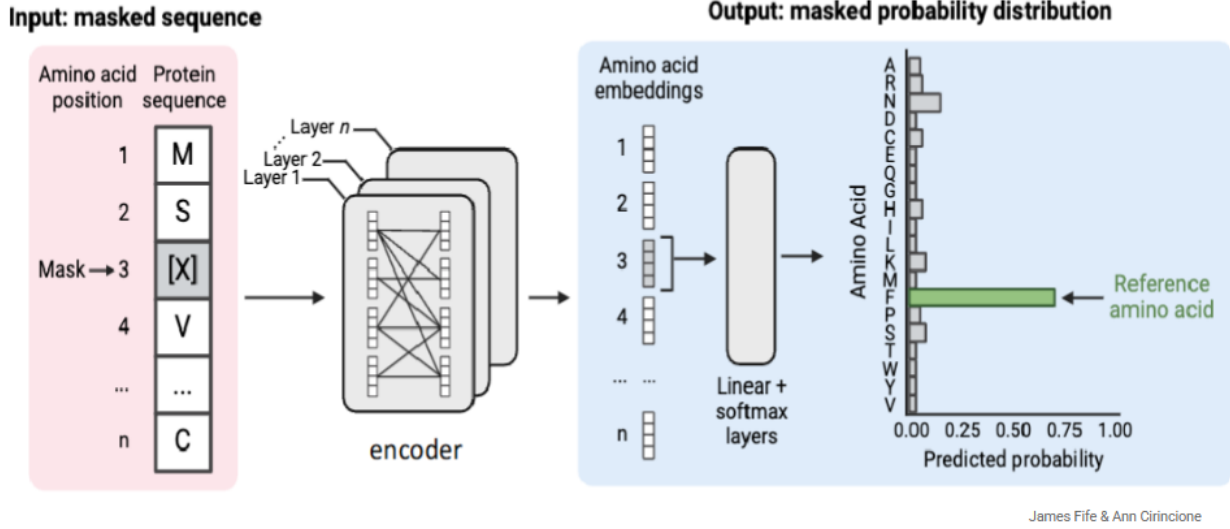 Input: masked sequence
Amino acid position
Protein sequence
1
M
2
S
Mask
3
[X]
4
V
...
...
n
C
Layer n
Layer 2
Layer 1
encoder
Output: masked probability distribution
Amino acid
embeddings
1
2
3
4
... ...
n
Linear +
softmax
layers
Amino Acid
A
R
N
D
C
E
Q
G
H
I
L
K
M
F
P
S
T
W
Y
V
Reference
amino acid
0.00 0.25 0.50 0.75 1.00
Predicted probability
James Fife & Ann Cirincione